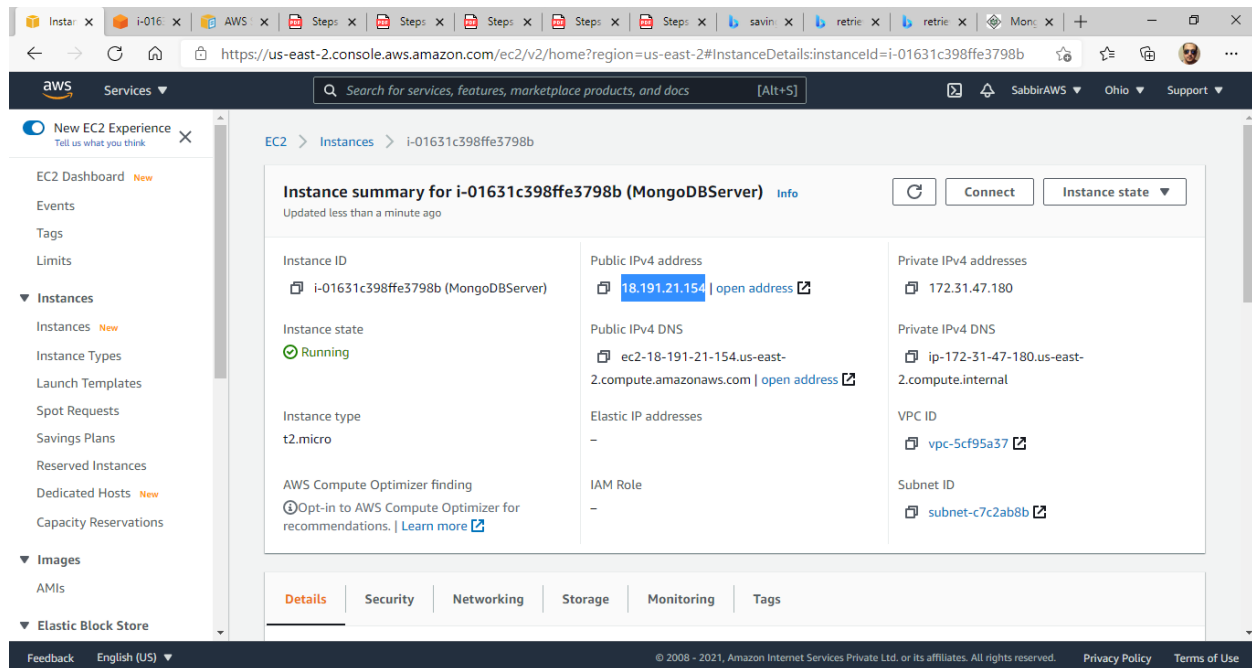 Instar
i-016:
AWS
Steps
Steps
Steps
Steps
Steps
savin
retrie
retrie
Mong
https://us-east-2.console.aws.amazon.com/ec2/v2/home?region=us-east-2#InstanceDetails:instanceId=i-01631c398ffe3798b
aws
Services
Search for services, features, marketplace products, and docs [Alt+S]
SabbirAWS
Ohio
Support
New EC2 Experience
Tell us what you think
EC2 Dashboard New
Events
Tags
Limits
Instances
Instances New
Instance Types
Launch Templates
Spot Requests
Savings Plans
Reserved Instances
Dedicated Hosts New
Capacity Reservations
Images
AMIs
Elastic Block Store
EC2 > Instances > i-01631c398ffe3798b
Instance summary for i-01631c398ffe3798b (MongoDBServer) Info
Updated less than a minute ago
Connect
Instance state
Instance ID
i-01631c398ffe3798b (MongoDBServer)
Public IPv4 address
18.191.21.154 | open address
Private IPv4 addresses
172.31.47.180
Instance state
Running
Public IPv4 DNS
ec2-18-191-21-154.us-east-
2.compute.amazonaws.com | open address
Private IPv4 DNS
ip-172-31-47-180.us-east-
2.compute.internal
Instance type
t2.micro
Elastic IP addresses
–
VPC ID
vpc-5cf95a37
AWS Compute Optimizer finding
Opt-in to AWS Compute Optimizer for
recommendations. | Learn more
IAM Role
–
Subnet ID
subnet-c7c2ab8b
Details
Security
Networking
Storage
Monitoring
Tags
Feedback
English (US)
© 2008 - 2021, Amazon Internet Services Private Ltd. or its affiliates. All rights reserved.
Privacy Policy
Terms of Use